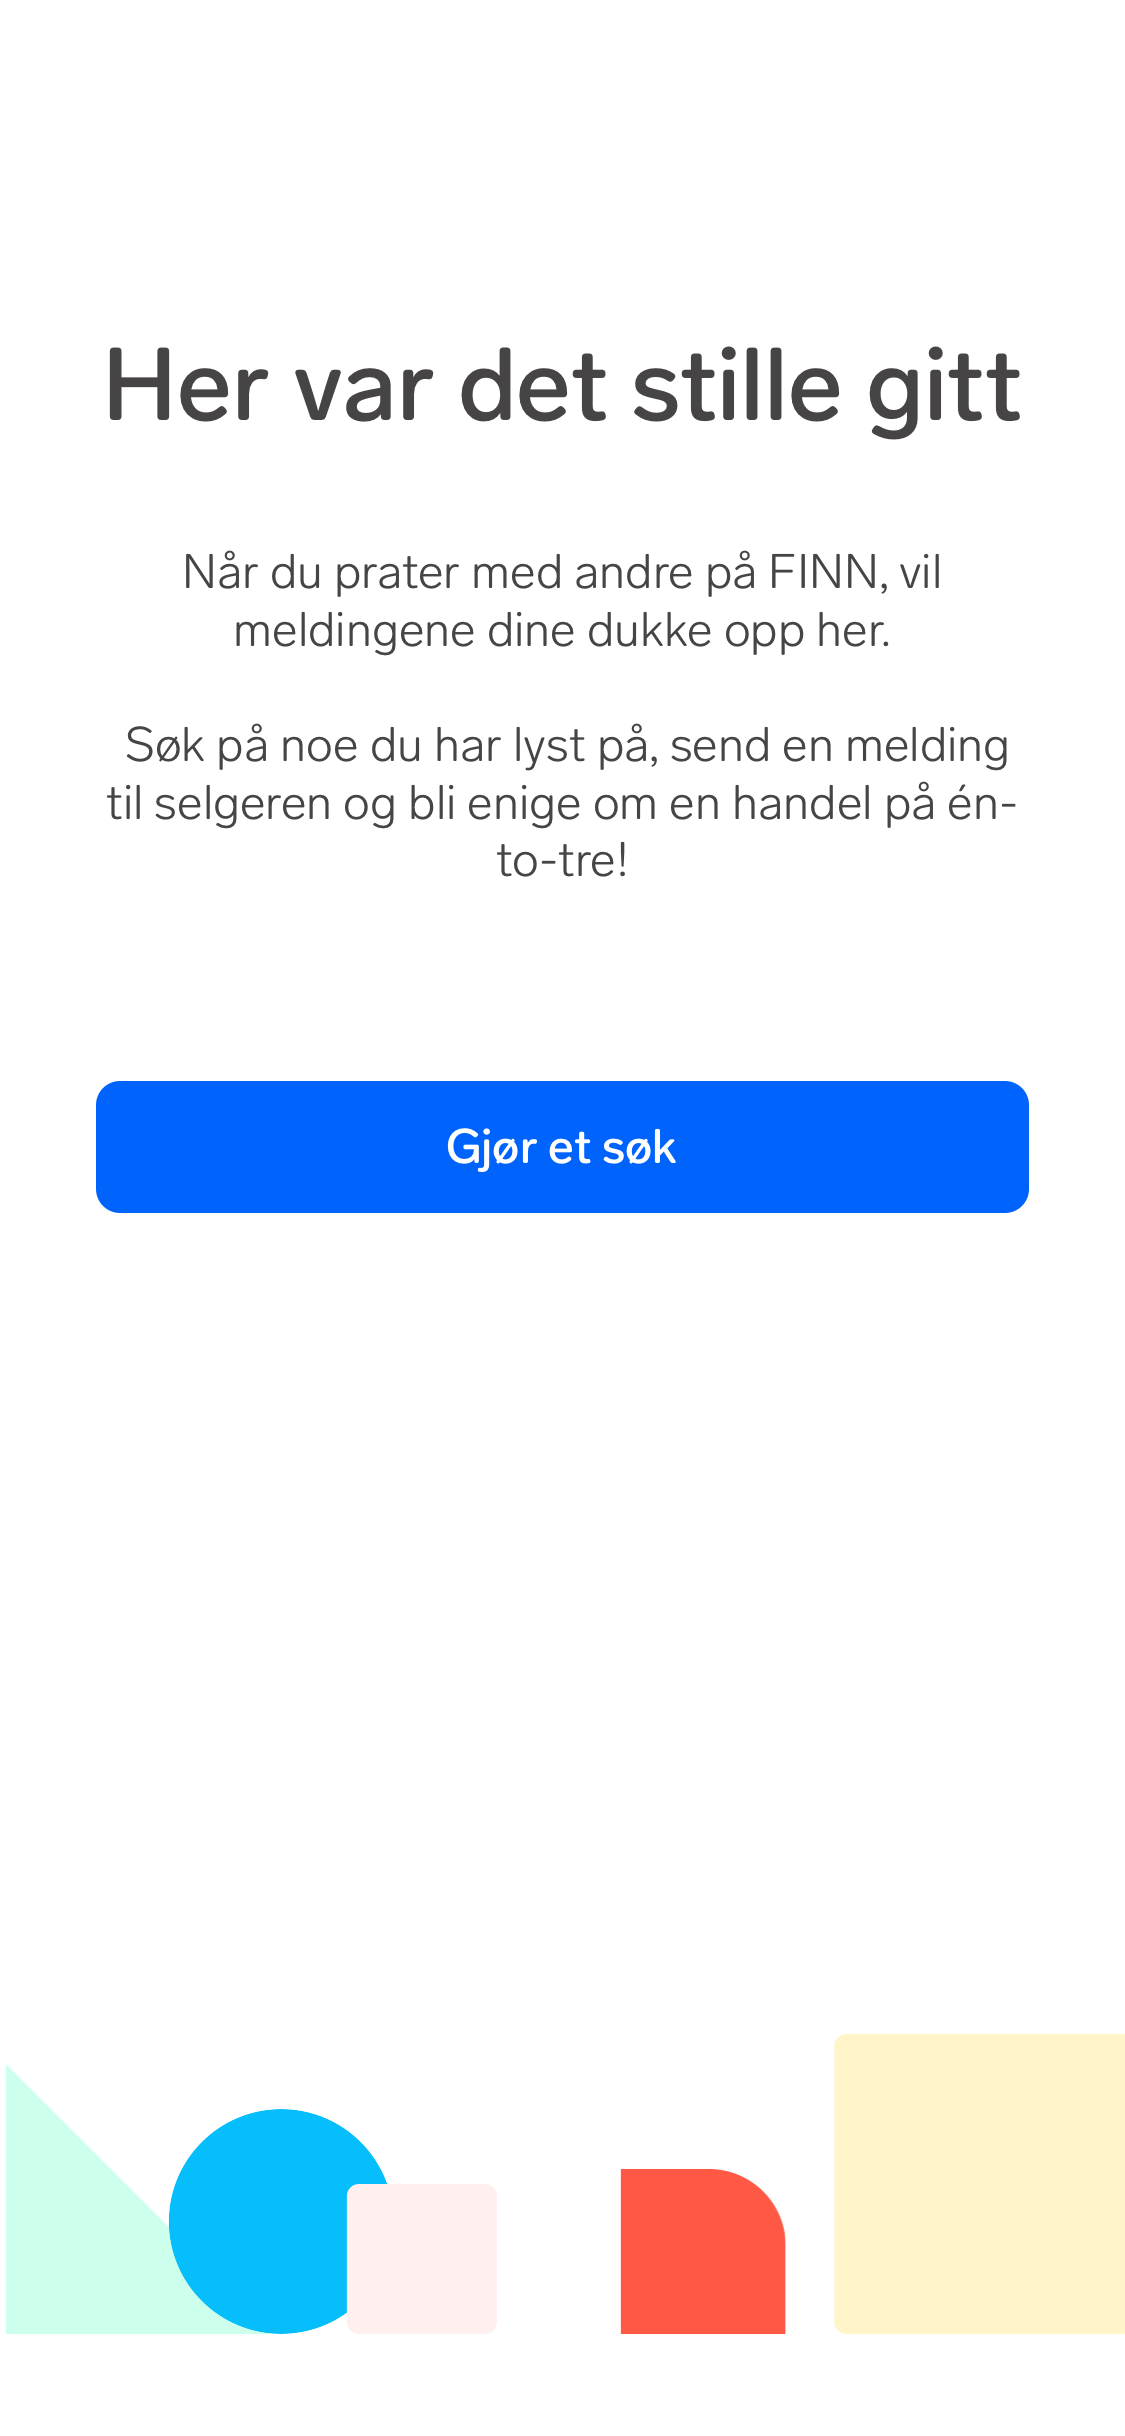 Her var det stille gitt
Når du prater med andre på FINN, vil
meldingene dine dukke opp her.
Søk på noe du har lyst på, send en melding
til selgeren og bli enige om en handel på én-
to-tre!
Gjør et søk